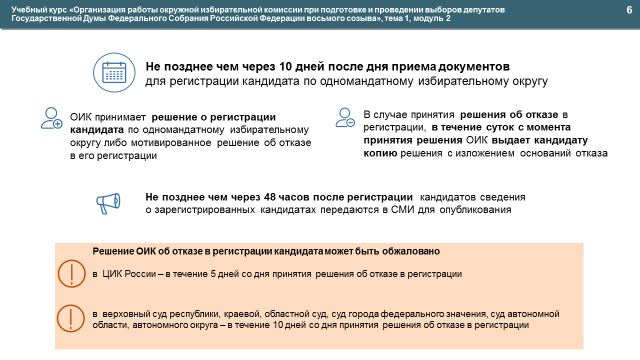 Учебный курс «Организация работы окружной избирательной комиссии при подготовке и проведении выборов депутатов
Государственной Думы Федерального Собрания Российской Федерации восьмого созыва», тема 1, модуль 2
6
Не позднее чем через 10 дней после дня приема документов
для регистрации кандидата по одномандатному избирательному округу
ОИК принимает решение о регистрации
кандидата по одномандатному избирательному
округу либо мотивированное решение об отказе
в его регистрации
В случае принятия решения об отказе в
регистрации, в течение суток с момента
принятия решения ОИК выдает кандидату
копию решения с изложением оснований отказа
Не позднее чем через 48 часов после регистрации кандидатов сведения
о зарегистрированных кандидатах передаются в СМИ для опубликования
Решение ОИК об отказе в регистрации кандидата может быть обжаловано
в ЦИК России – в течение 5 дней со дня принятия решения об отказе в регистрации
в верховный суд республики, краевой, областной суд, суд города федерального значения, суд автономной
области, автономного округа – в течение 10 дней со дня принятия решения об отказе в регистрации